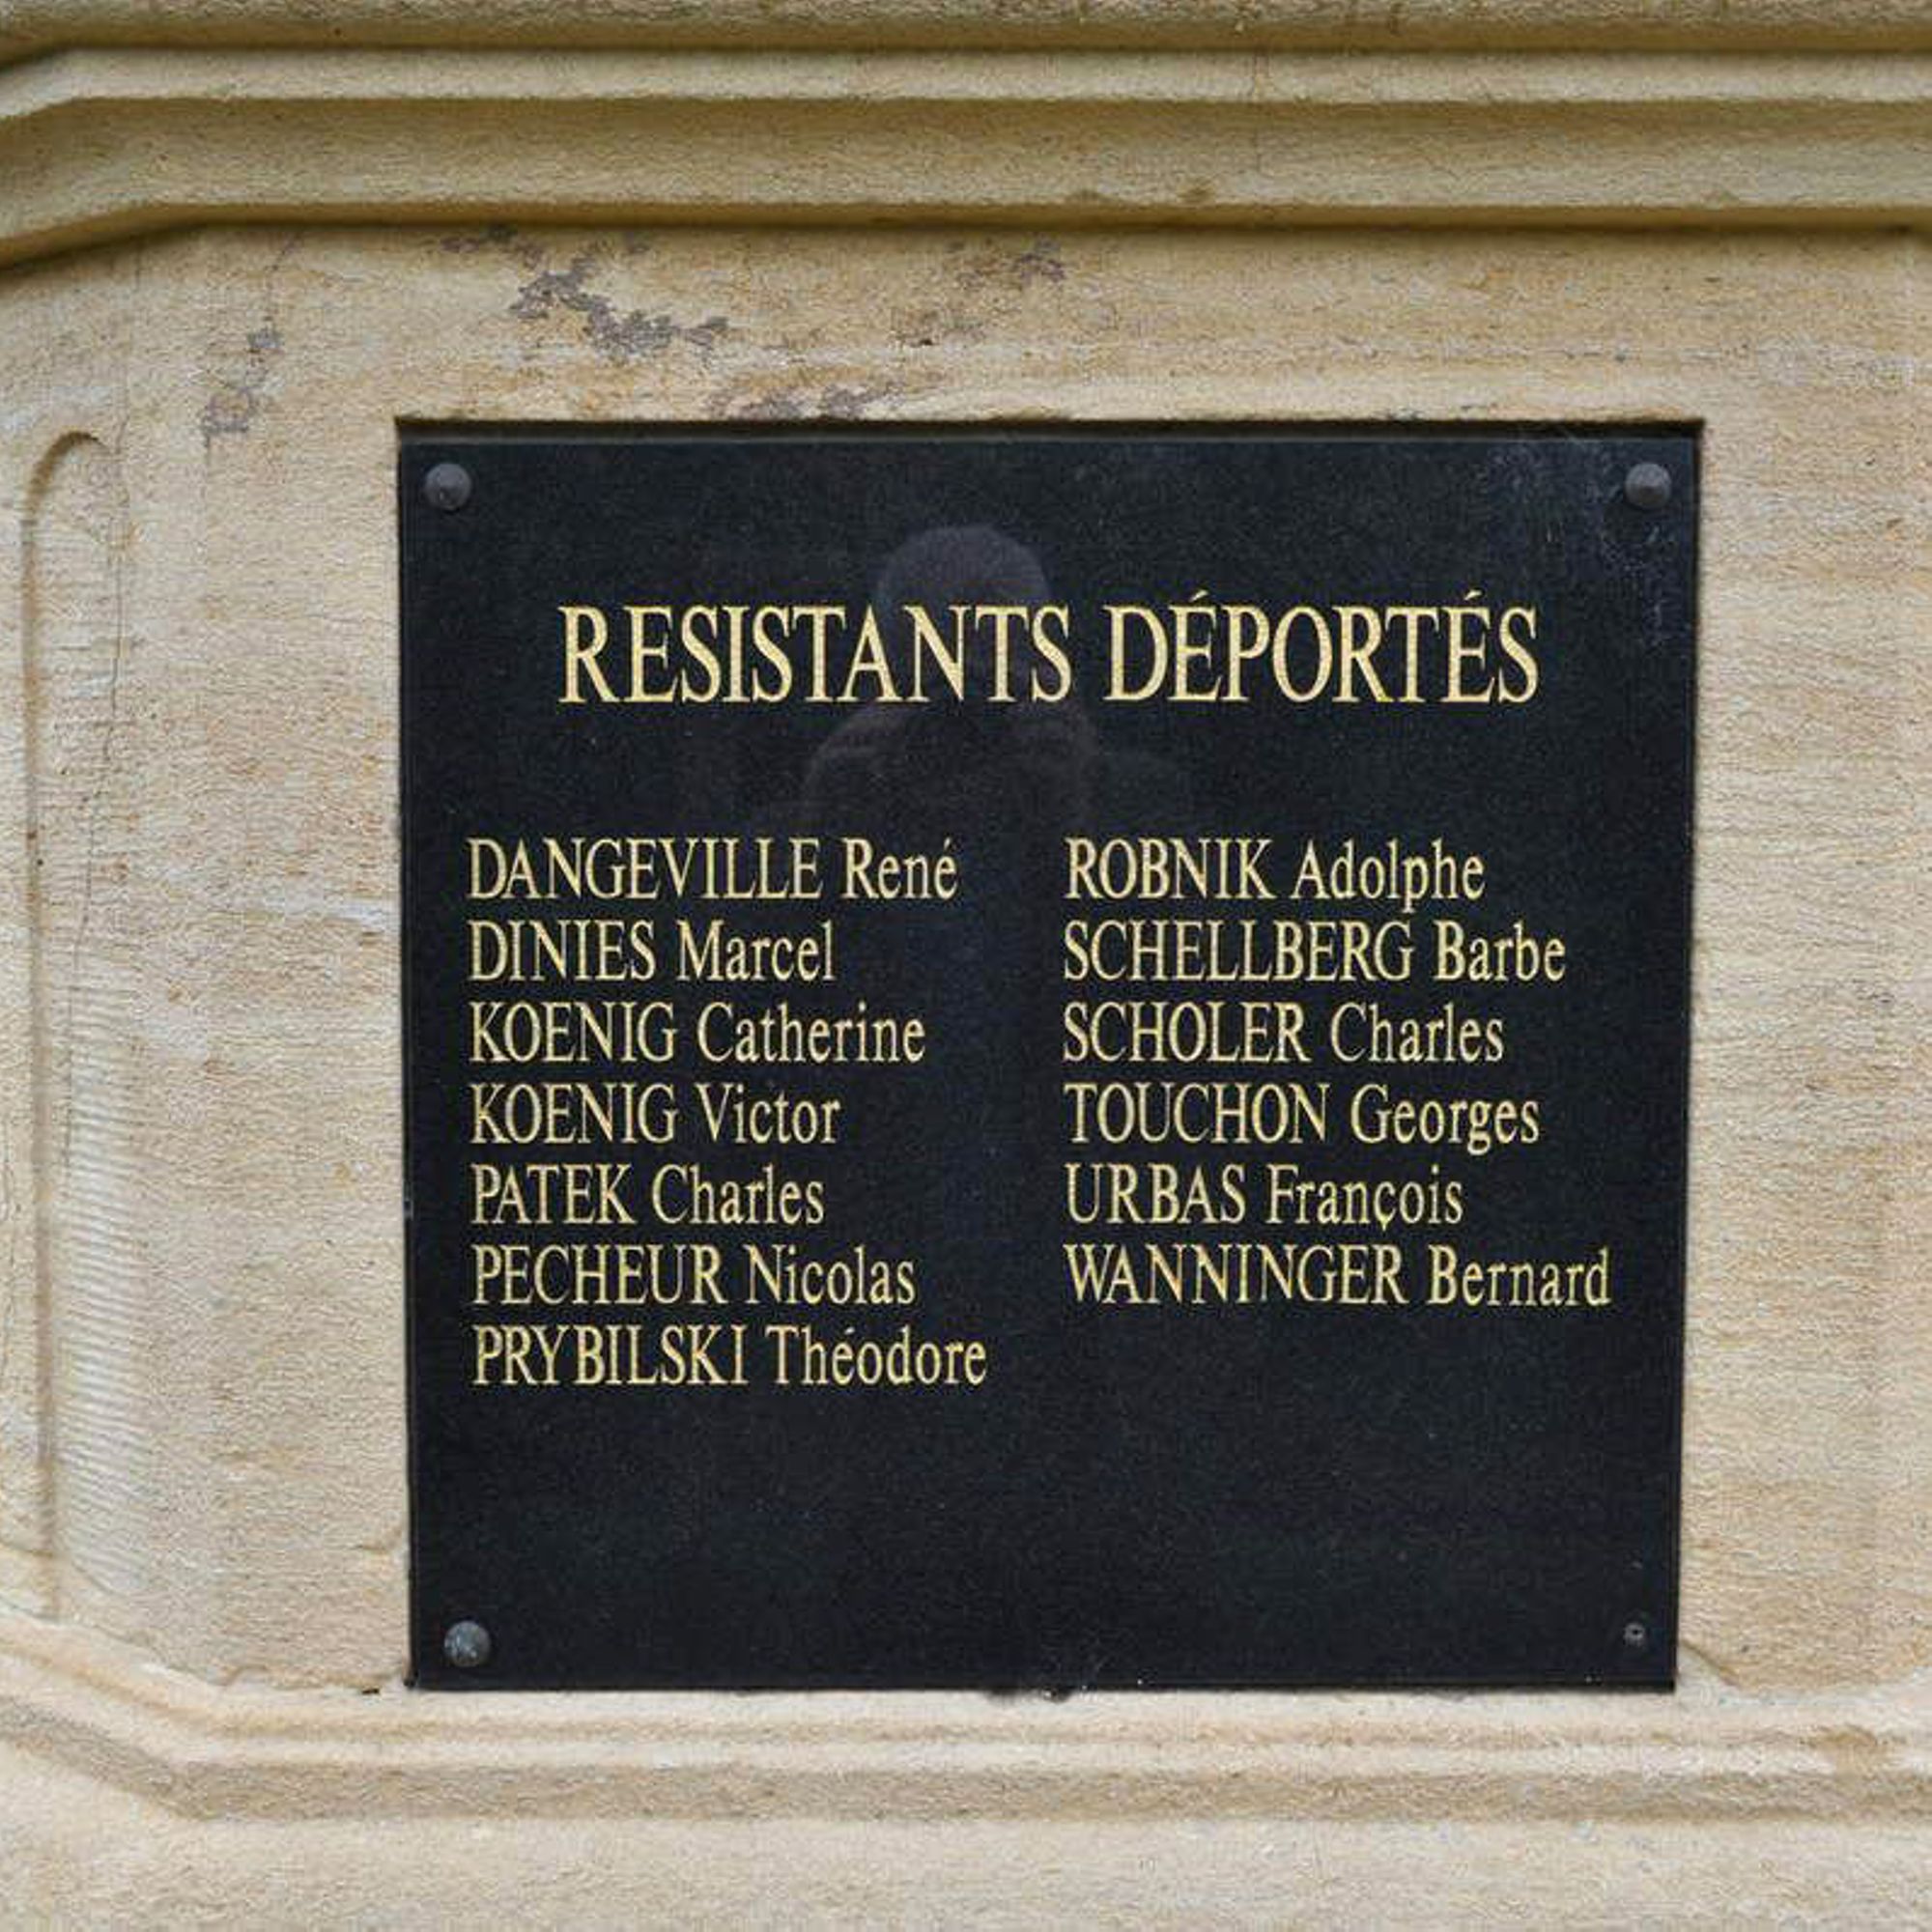 RESISTANTS DÉPORTÉS
DANGEVILLE René
DINIES Marcel
KOENIG Catherine
KOENIG Victor
PATEK Charles
PECHEUR Nicolas
PRYBILSKI Théodore
ROBNIK Adolphe
SCHELLBERG Barbe
SCHOLER Charles
TOUCHON Georges
URBAS François
WANNINGER Bernard